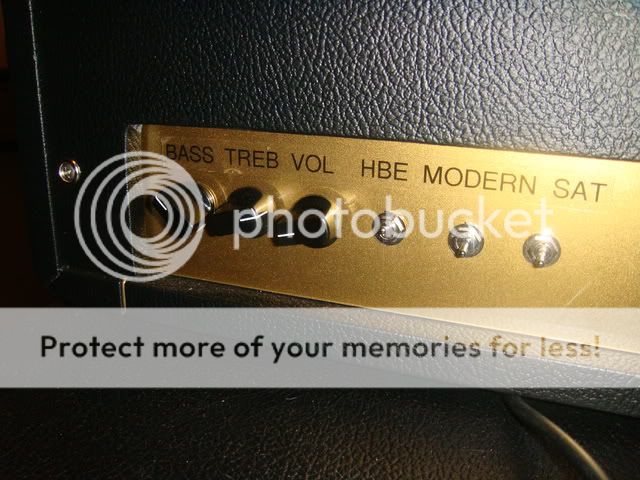 BASS TREB VOL HBE MODERN SAT
photobucket
Protect more of your memories for less!